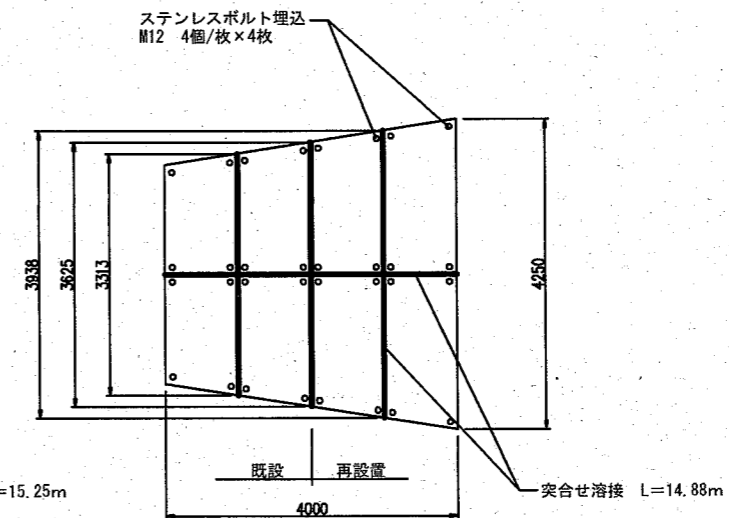 ステンレスボルト埋込
M12 4個/枚×4枚
3938
3625
3313
4250
既設
再設置
=15.25m
4000
突合せ溶接 L=14.88m